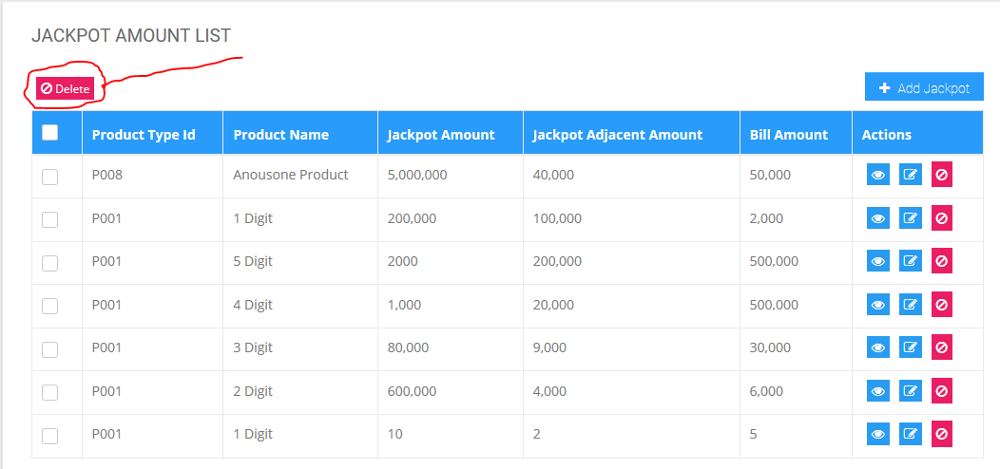 JACKPOT AMOUNT LIST
Delete
Add Jackpot
Product Type Id Product Name Jackpot Amount Jackpot Adjacent Amount Bill Amount Actions
P008 Anousone Product 5,000,000 40,000 50,000
P001 1 Digit 200,000 100,000 2,000
P001 5 Digit 2000 200,000 500,000
P001 4 Digit 1,000 20,000 500,000
P001 3 Digit 80,000 9,000 30,000
P001 2 Digit 600,000 4,000 6,000
P001 1 Digit 10 2 5